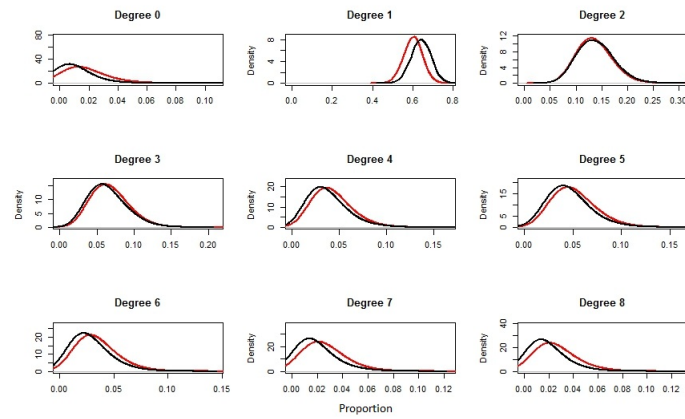 Degree 0
Degree 1
Degree 2
Density
0 20 40 60 80
0.00 0.02 0.04 0.06 0.08 0.10
Density
0 4 8
0.0 0.2 0.4 0.6 0.8
Density
0 4 8 12
0.00 0.05 0.10 0.15 0.20 0.25 0.30
Degree 3
Degree 4
Degree 5
Density
0 5 10
0.00 0.05 0.10 0.15 0.20
Density
0 10 20
0.00 0.05 0.10 0.15
Density
0 5 15
0.00 0.05 0.10 0.15
Degree 6
Degree 7
Degree 8
Density
0 10 20
0.00 0.05 0.10 0.15
Density
0 20
0.00 0.02 0.04 0.06 0.08 0.10 0.12
Density
0 20 40
0.00 0.02 0.04 0.06 0.08 0.10 0.12
Proportion